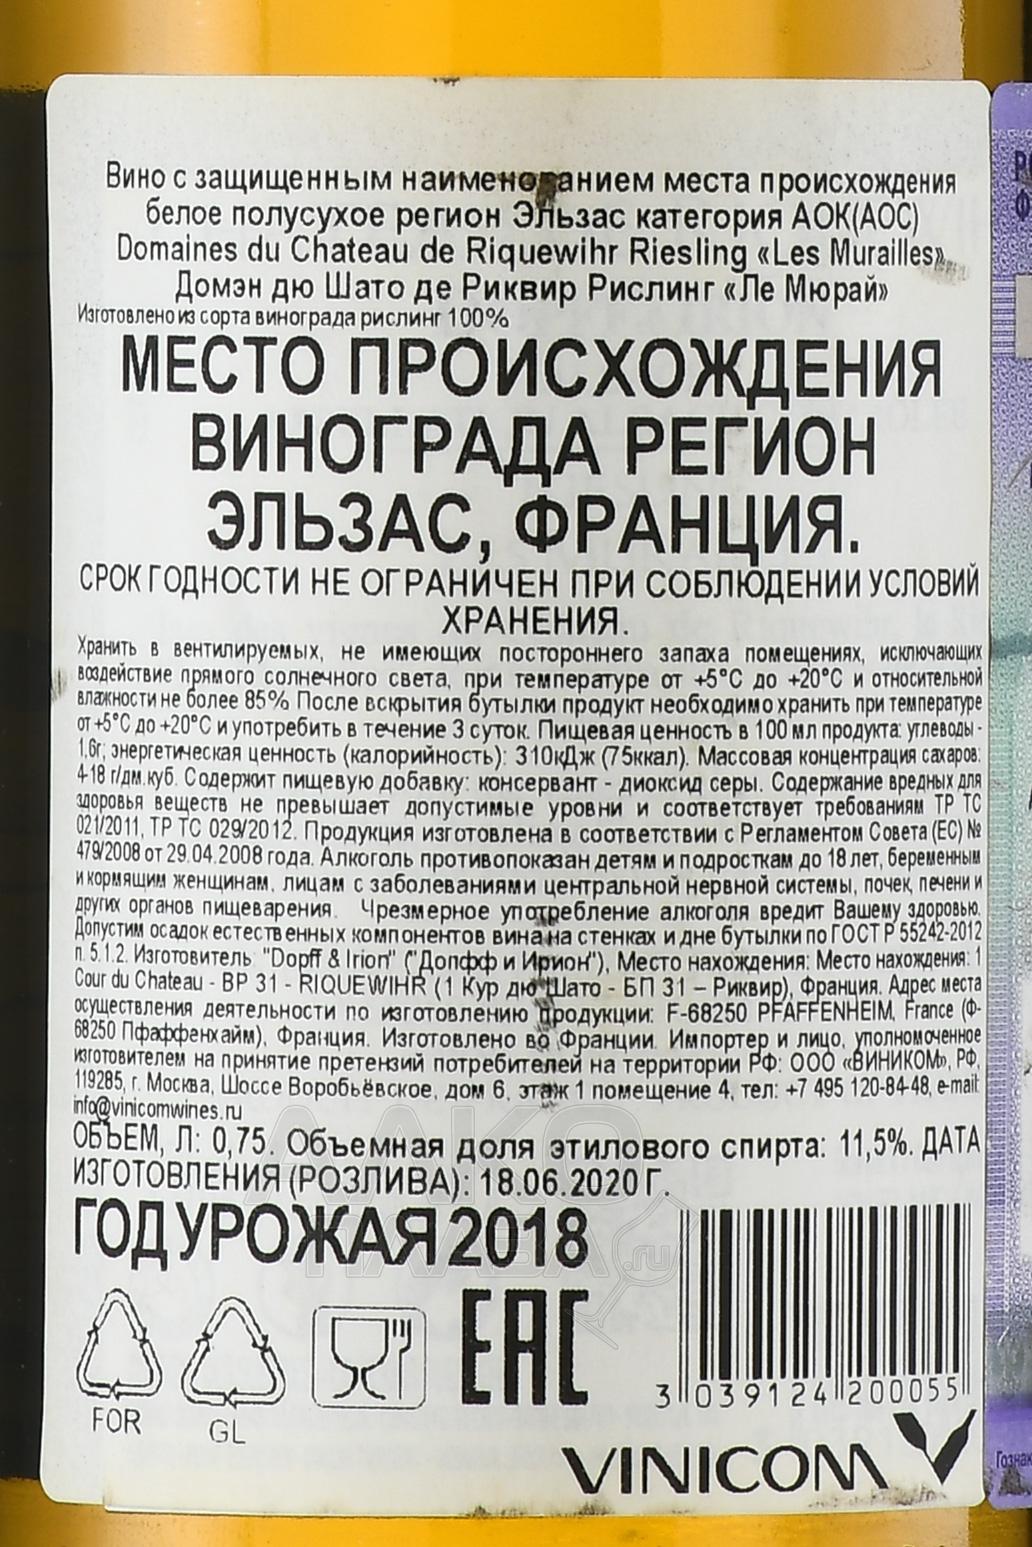 Вино с защищенным наименованием места происхождения
белое полусухое регион Эльзас категория АОК(АОС)
Domaines du Chateau de Riquewihr Riesling «Les Murailles»
Домэн дю Шато де Риквир Рислинг «Ле Мюрай»
Изготовлено из сорта винограда рислинг 100%
МЕСТО ПРОИСХОЖДЕНИЯ
ВИНОГРАДА РЕГИОН
ЭЛЬЗАС, ФРАНЦИЯ.
СРОК ГОДНОСТИ НЕ ОГРАНИЧЕН ПРИ СОБЛЮДЕНИИ УСЛОВИЙ
ХРАНЕНИЯ.
Хранить в вентилируемых, не имеющих постороннего запаха помещениях, исключающих
воздействие прямого солнечного света, при температуре от +5°C до +20°C и относительной
влажности не более 85% После вскрытия бутылки продукт необходимо хранить при температуре
от +5°C до +20°C и употребить в течение 3 суток. Пищевая ценность в 100 мл продукта: углеводы -
1,6г; энергетическая ценность (калорийность): 310кДж (75ккал). Массовая концентрация сахаров:
4-18 г/дм.куб. Содержит пищевую добавку: консервант - диоксид серы. Содержание вредных для
здоровья веществ не превышает допустимые уровни и соответствует требованиям ТР ТС
021/2011, ТР ТС 029/2012. Продукция изготовлена в соответствии с Регламентом Совета (ЕС) №
479/2008 от 29.04.2008 года. Алкоголь противопоказан детям и подросткам до 18 лет, беременным
и кормящим женщинам, лицам с заболеваниями центральной нервной системы, почек, печени и
других органов пищеварения. Чрезмерное употребление алкоголя вредит Вашему здоровью.
Допустим осадок естественных компонентов вина на стенках и дне бутылки по ГОСТ Р 55242-2012
п. 5.1.2. Изготовитель: "Dopff & Irion" ("Допфф и Ирион"), Место нахождения: Место нахождения: 1
Cour du Chateau - BP 31 - RIQUEWIHR (1 Кур дю Шато - БП 31 – Риквир), Франция. Адрес места
осуществления деятельности по изготовлению продукции: F-68250 PFAFFENHEIM, France (Ф-
68250 Пфаффенхайм), Франция. Изготовлено во Франции. Импортер и лицо, уполномоченное
изготовителем на принятие претензий потребителей на территории РФ: ООО «ВИНИКОМ», РФ,
119285, г. Москва, Шоссе Воробьёвское, дом 6, этаж 1 помещение 4, тел: +7 495 120-84-48, e-mail:
info@vinicomwines.ru
ОБЪЕМ, Л: 0,75. Объемная доля этилового спирта: 11,5%. ДАТА
ИЗГОТОВЛЕНИЯ (РОЗЛИВА): 18.06.2020 Г.
ГОД УРОЖАЯ 2018
FOR
GL
EAC
3 039124 200055
VINICOM